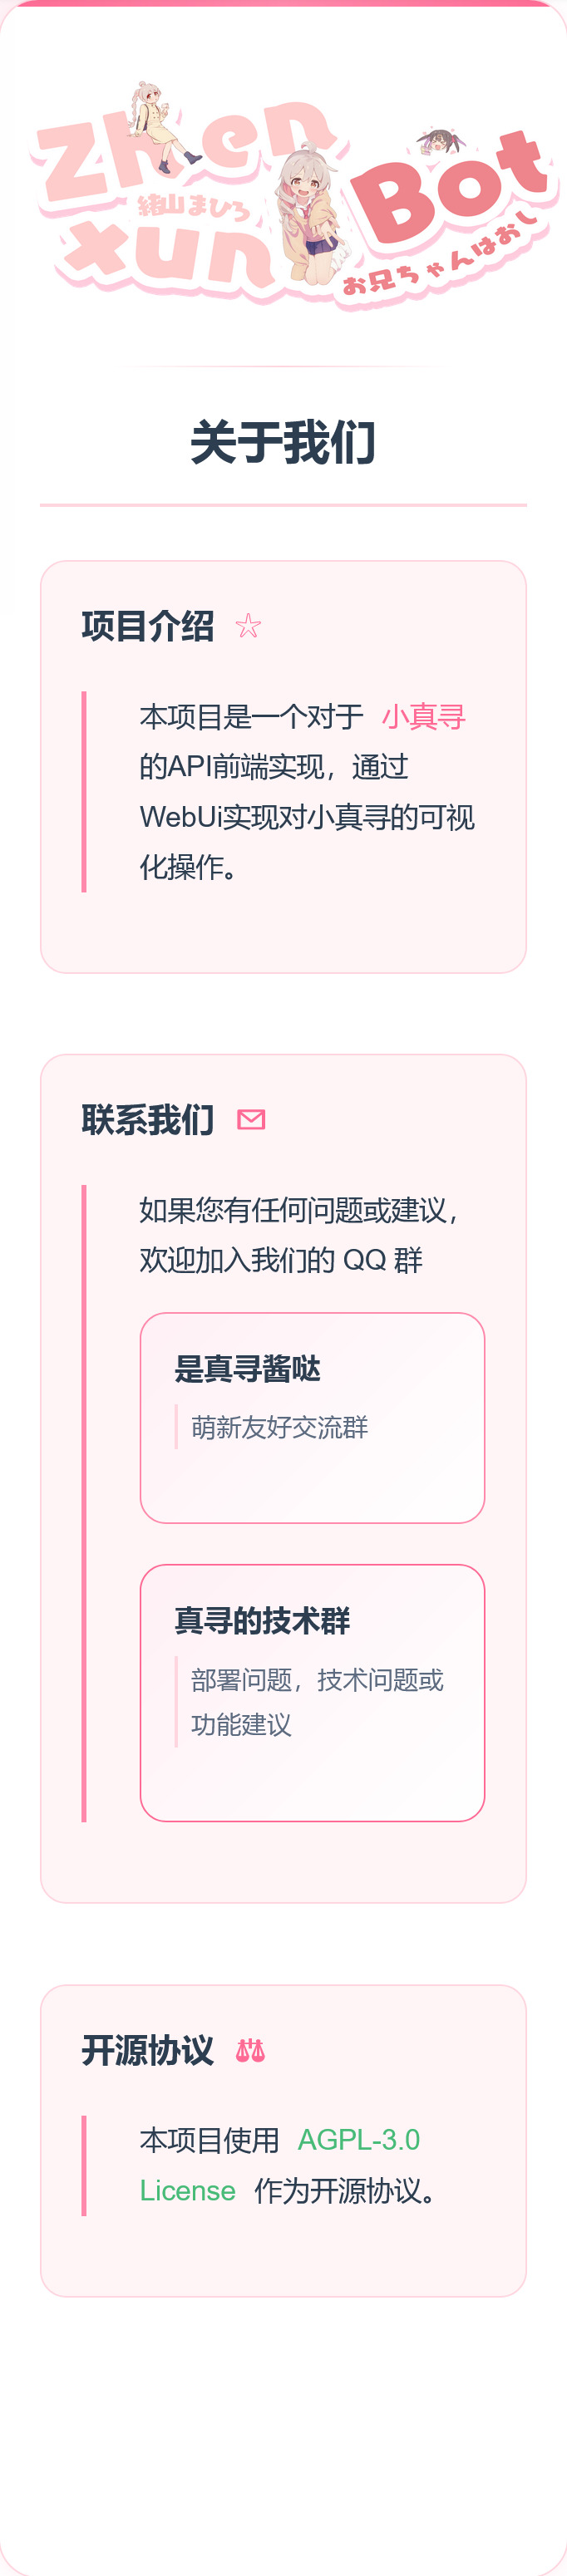 Zhen
xun
緒山まひろ
Bot
お兄ちゃんはおし
关于我们
项目介绍
本项目是一个对于 小真寻
的API前端实现，通过
WebUi实现对小真寻的可视
化操作。
联系我们
如果您有任何问题或建议，
欢迎加入我们的 QQ 群
是真寻酱哒
萌新友好交流群
真寻的技术群
部署问题，技术问题或
功能建议
开源协议
本项目使用 AGPL-3.0
License 作为开源协议。